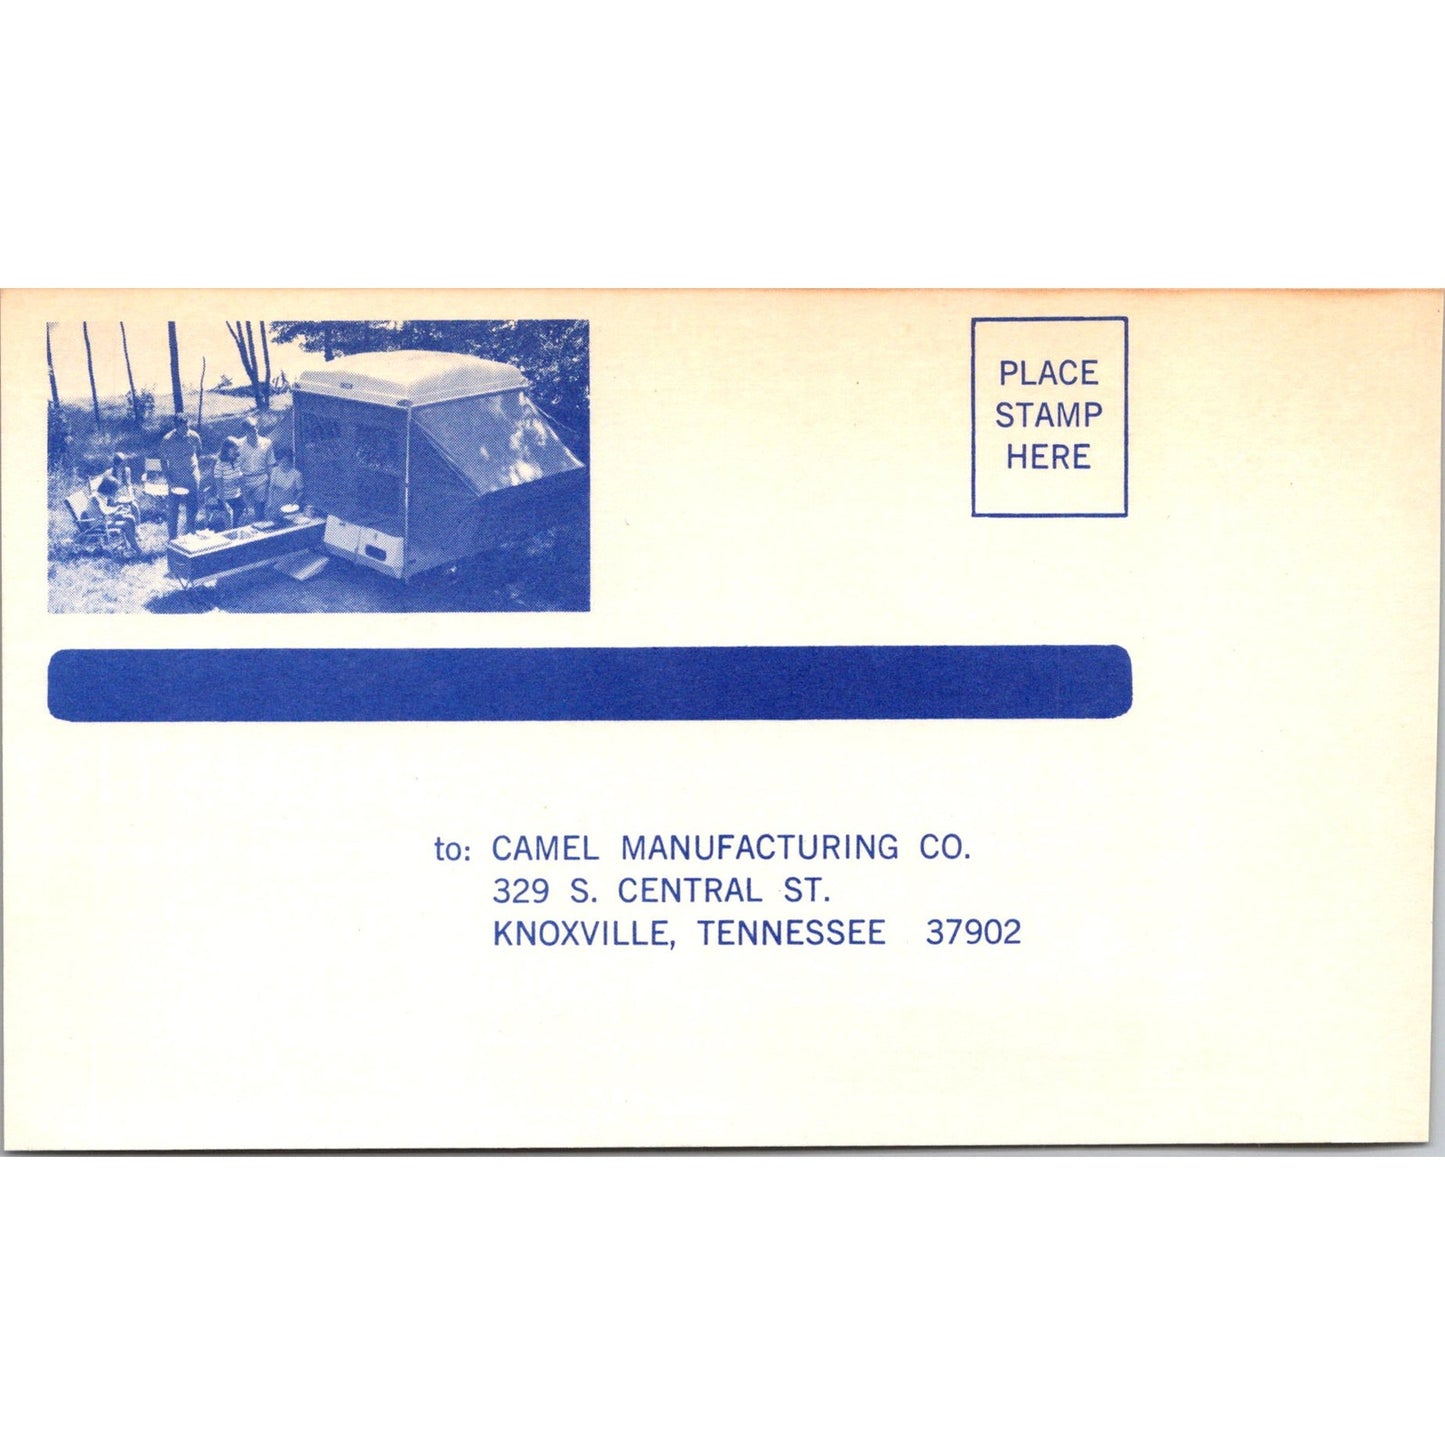 PLACE
STAMP
HERE
to: CAMEL MANUFACTURING CO.
329 S. CENTRAL ST.
KNOXVILLE, TENNESSEE 37902